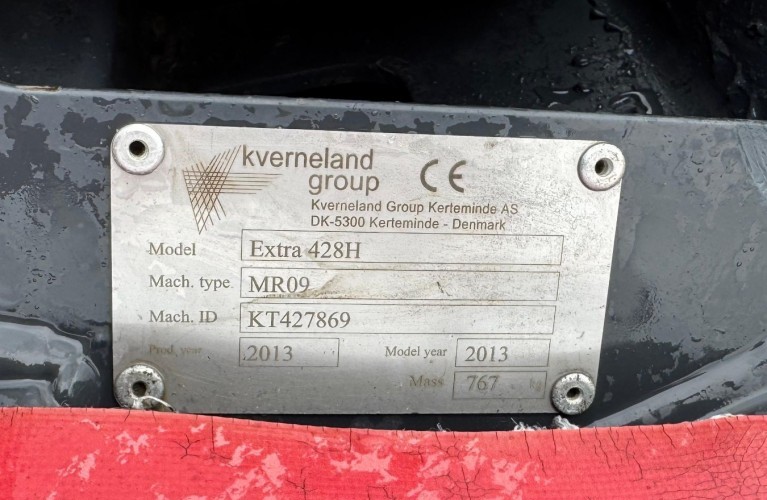 kverneland
group
CE
Kverneland Group Kerteminde AS
DK-5300 Kerteminde - Denmark
Model Extra 428H
Mach. type MR09
Mach. ID KT427869
Prod. year 2013 Model year 2013
Mass 767 kg